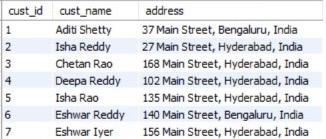 cust_id cust_name address
1 Aditi Shetty 37 Main Street, Bengaluru, India
2 Isha Reddy 27 Main Street, Hyderabad, India
3 Chetan Rao 168 Main Street, Hyderabad, India
4 Deepa Reddy 102 Main Street, Hyderabad, India
5 Isha Rao 135 Main Street, Hyderabad, India
6 Eshwar Reddy 140 Main Street, Bengaluru, India
7 Eshwar Iyer 156 Main Street, Hyderabad, India